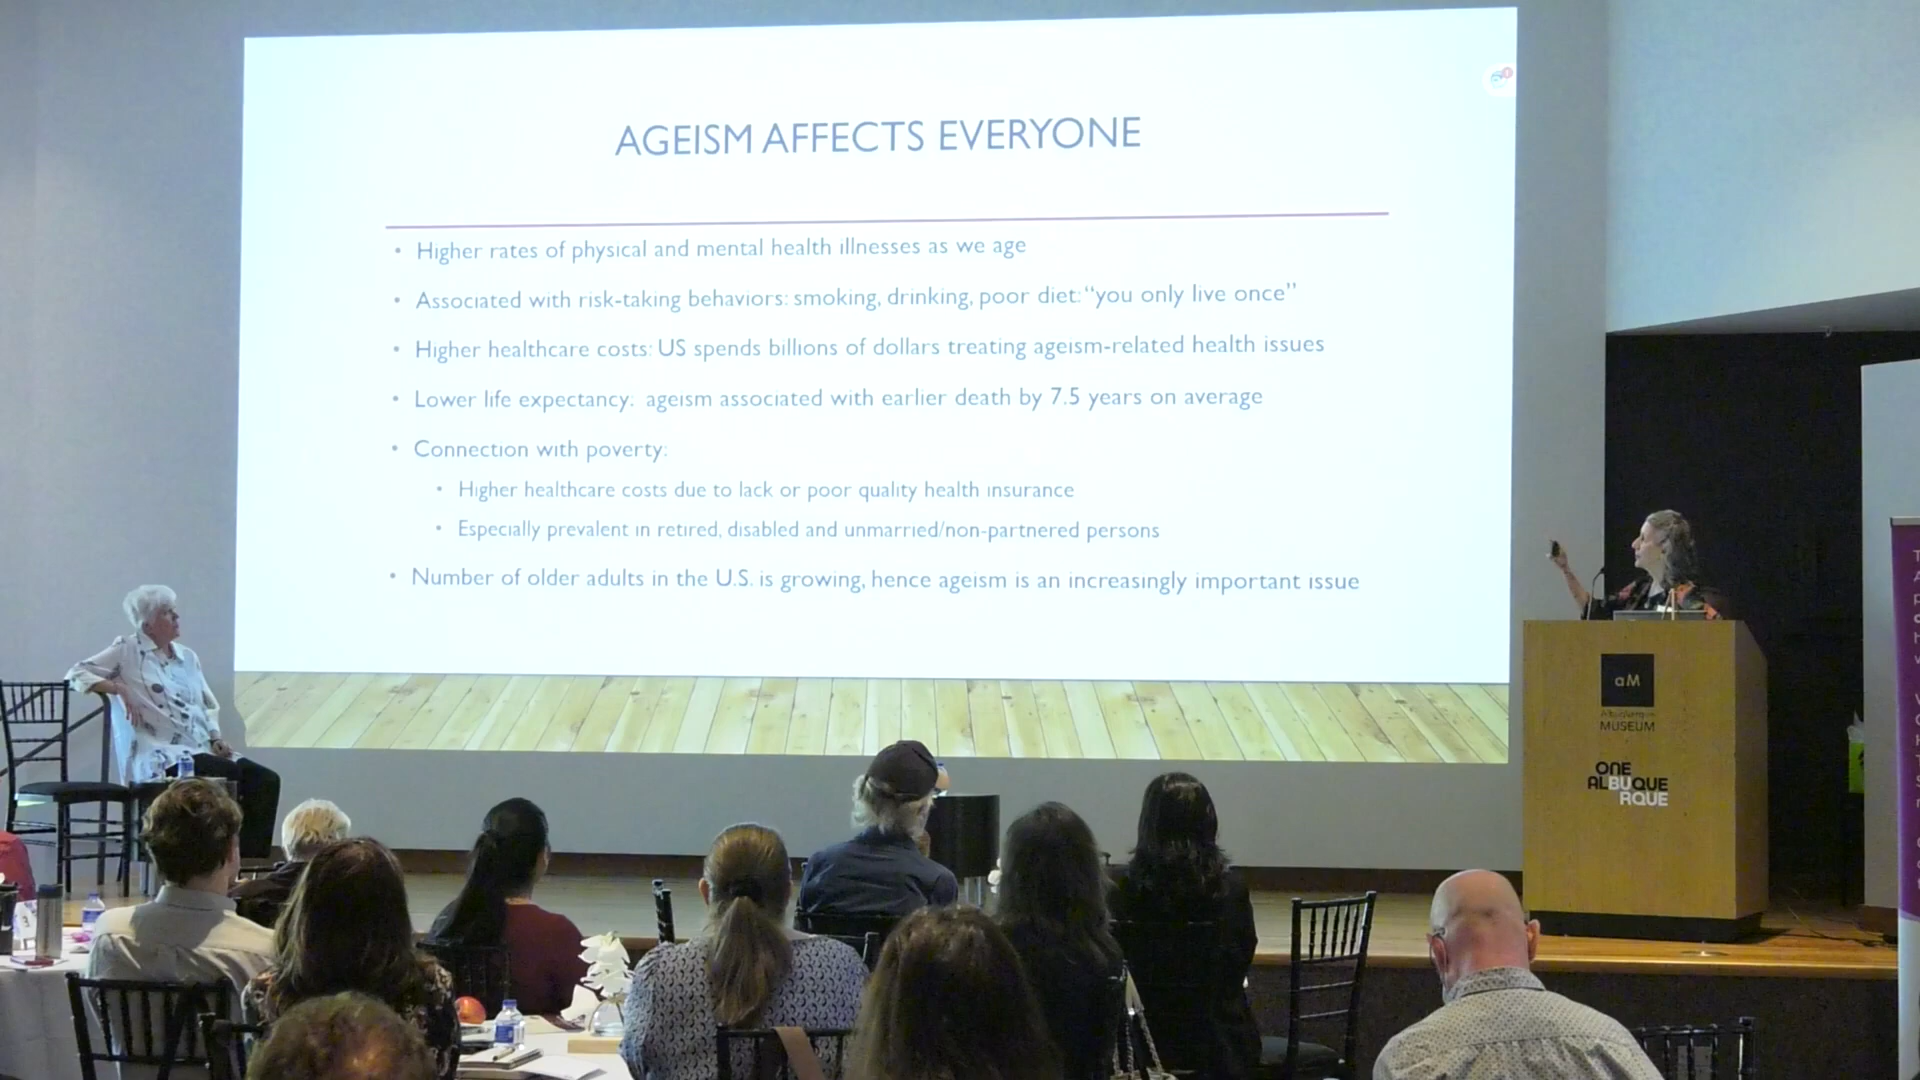 AGEISM AFFECTS EVERYONE
• Higher rates of physical and mental health illnesses as we age
• Associated with risk-taking behaviors: smoking, drinking, poor diet: “you only live once”
• Higher healthcare costs: US spends billions of dollars treating ageism-related health issues
• Lower life expectancy: ageism associated with earlier death by 7.5 years on average
• Connection with poverty:
• Higher healthcare costs due to lack or poor quality health insurance
• Especially prevalent in retired, disabled and unmarried/non-partnered persons
• Number of older adults in the U.S. is growing, hence ageism is an increasingly important issue
aM
MUSEUM
ONE
ALBUQUE
RQUE